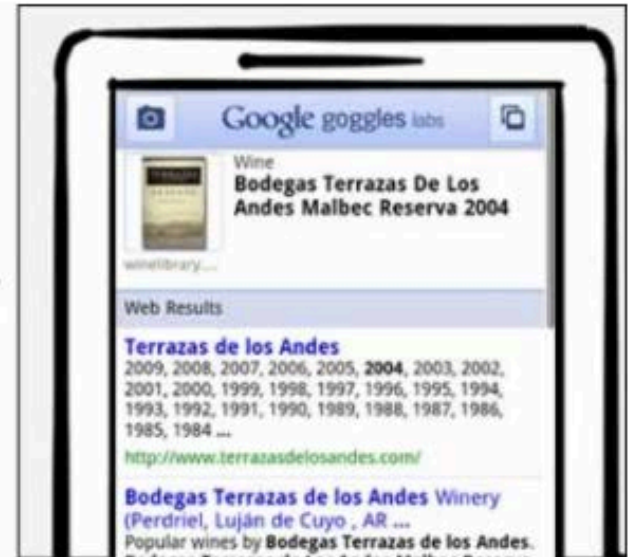 Google goggles labs
Wine
Bodegas Terrazas De Los
Andes Malbec Reserva 2004
winelibrary....
Web Results
Terrazas de los Andes
2009, 2008, 2007, 2006, 2005, 2004, 2003, 2002,
2001, 2000, 1999, 1998, 1997, 1996, 1995, 1994,
1993, 1992, 1991, 1990, 1989, 1988, 1987, 1986,
1985, 1984 ...
http://www.terrazasdelosandes.com/
Bodegas Terrazas de los Andes Winery
(Perdriel, Luján de Cuyo , AR ...
Popular wines by Bodegas Terrazas de los Andes.